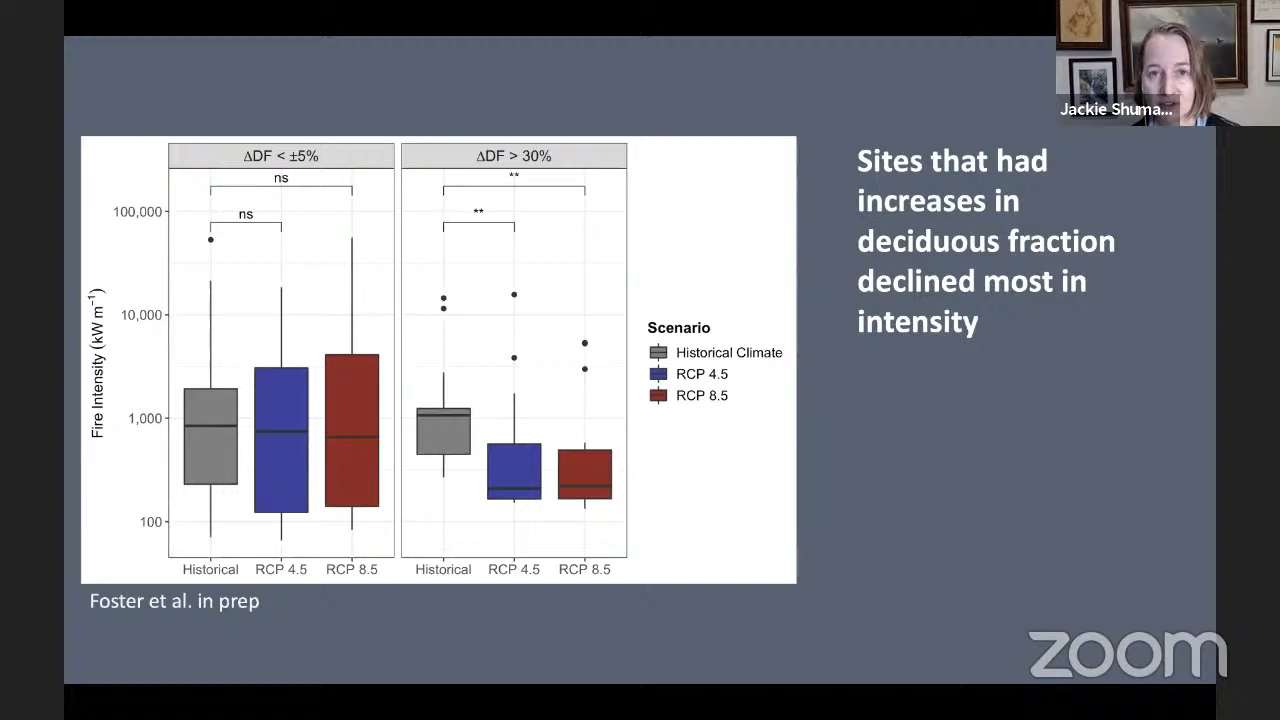 Jackie Shuma...
ΔDF < ±5%
ΔDF > 30%
ns
**
ns
**
100,000
10,000
1,000
100
Fire Intensity (kW m⁻¹)
Historical
RCP 4.5
RCP 8.5
Historical
RCP 4.5
RCP 8.5
Scenario
Historical Climate
RCP 4.5
RCP 8.5
Sites that had
increases in
deciduous fraction
declined most in
intensity
Foster et al. in prep
zoom